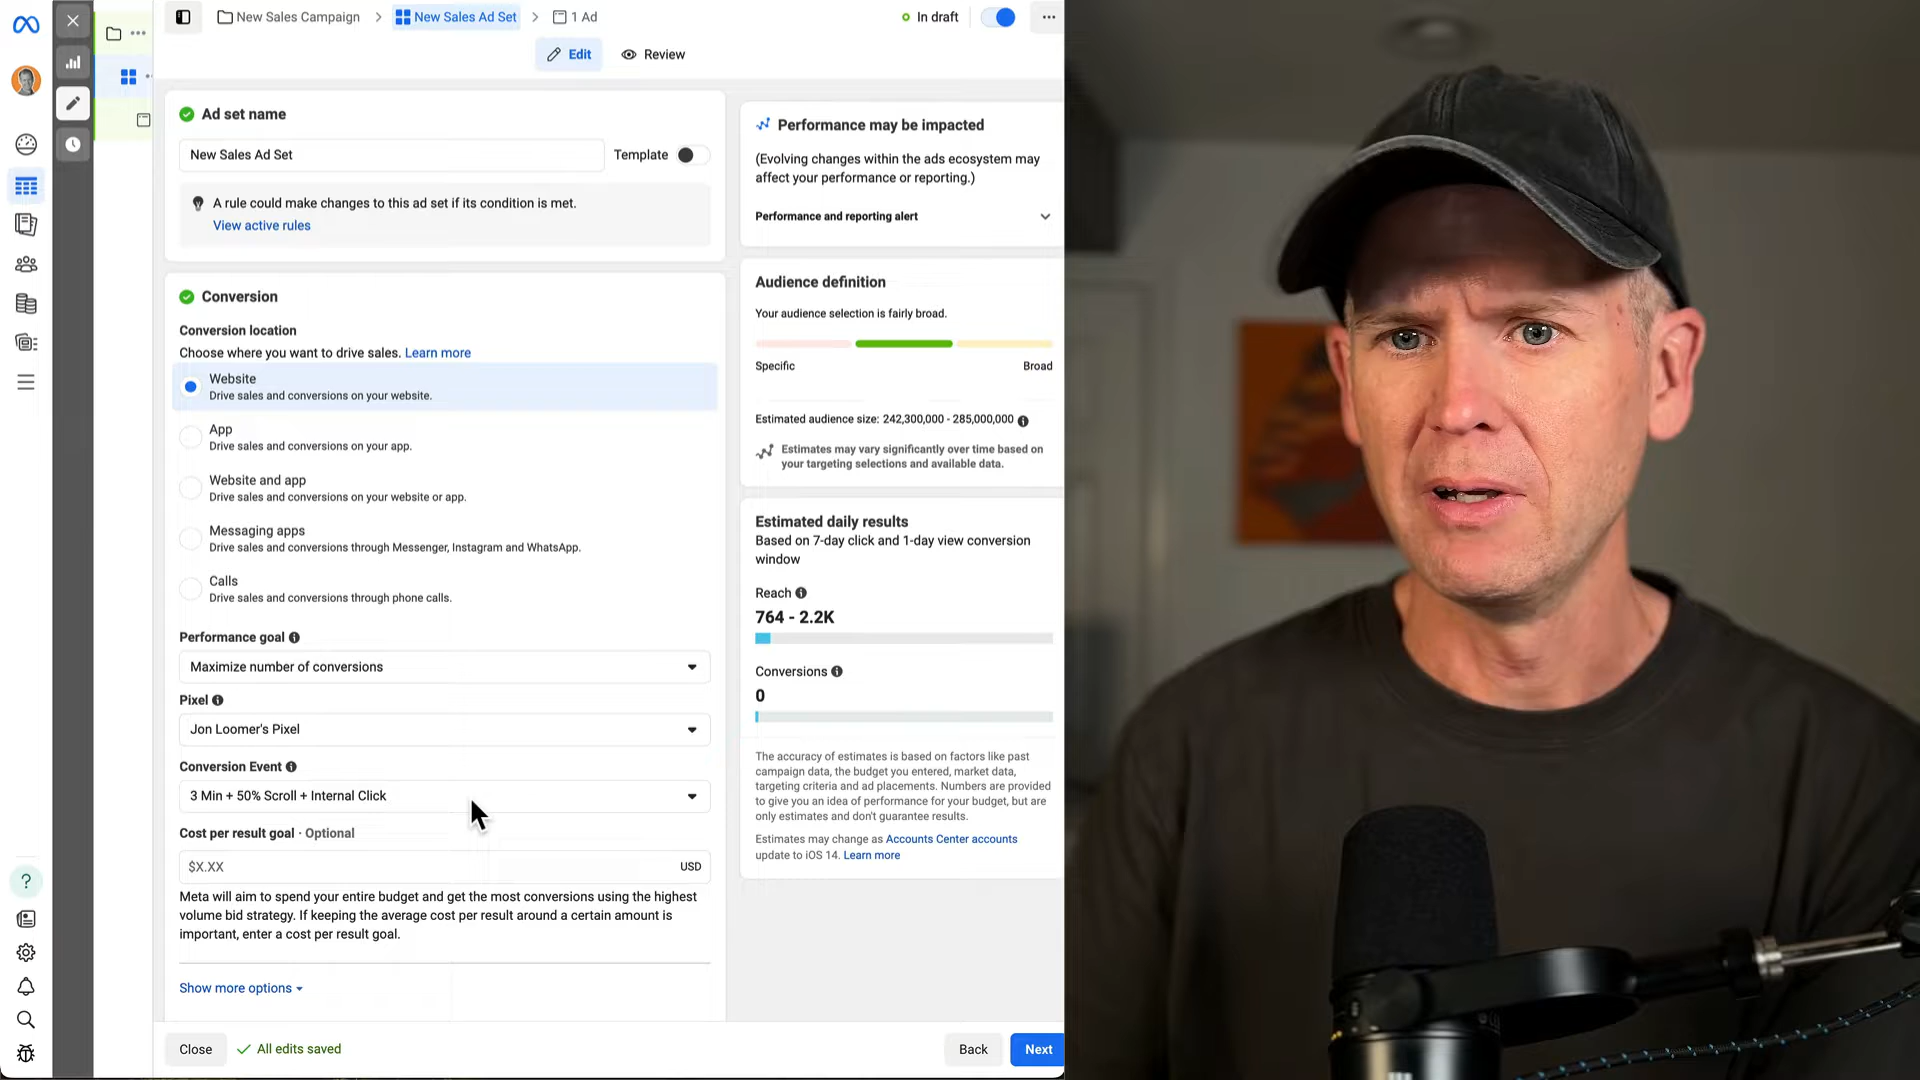 New Sales Campaign > New Sales Ad Set > 1 Ad
In draft
Edit
Review
Ad set name
New Sales Ad Set
Template
A rule could make changes to this ad set if its condition is met.
View active rules
Conversion
Conversion location
Choose where you want to drive sales. Learn more
Website
Drive sales and conversions on your website.
App
Drive sales and conversions on your app.
Website and app
Drive sales and conversions on your website or app.
Messaging apps
Drive sales and conversions through Messenger, Instagram and WhatsApp.
Calls
Drive sales and conversions through phone calls.
Performance goal
Maximize number of conversions
Pixel
Jon Loomer's Pixel
Conversion Event
3 Min + 50% Scroll + Internal Click
Cost per result goal · Optional
$X.XX
USD
Meta will aim to spend your entire budget and get the most conversions using the highest
volume bid strategy. If keeping the average cost per result around a certain amount is
important, enter a cost per result goal.
Show more options
Close
All edits saved
Back
Next
Performance may be impacted
(Evolving changes within the ads ecosystem may
affect your performance or reporting.)
Performance and reporting alert
Audience definition
Your audience selection is fairly broad.
Specific
Broad
Estimated audience size: 242,300,000 - 285,000,000
Estimates may vary significantly over time based on
your targeting selections and available data.
Estimated daily results
Based on 7-day click and 1-day view conversion
window
Reach
764 - 2.2K
Conversions
0
The accuracy of estimates is based on factors like past
campaign data, the budget you entered, market data,
targeting criteria and ad placements. Numbers are provided
to give you an idea of performance for your budget, but are
only estimates and don't guarantee results.
Estimates may change as Accounts Center accounts
update to iOS 14. Learn more